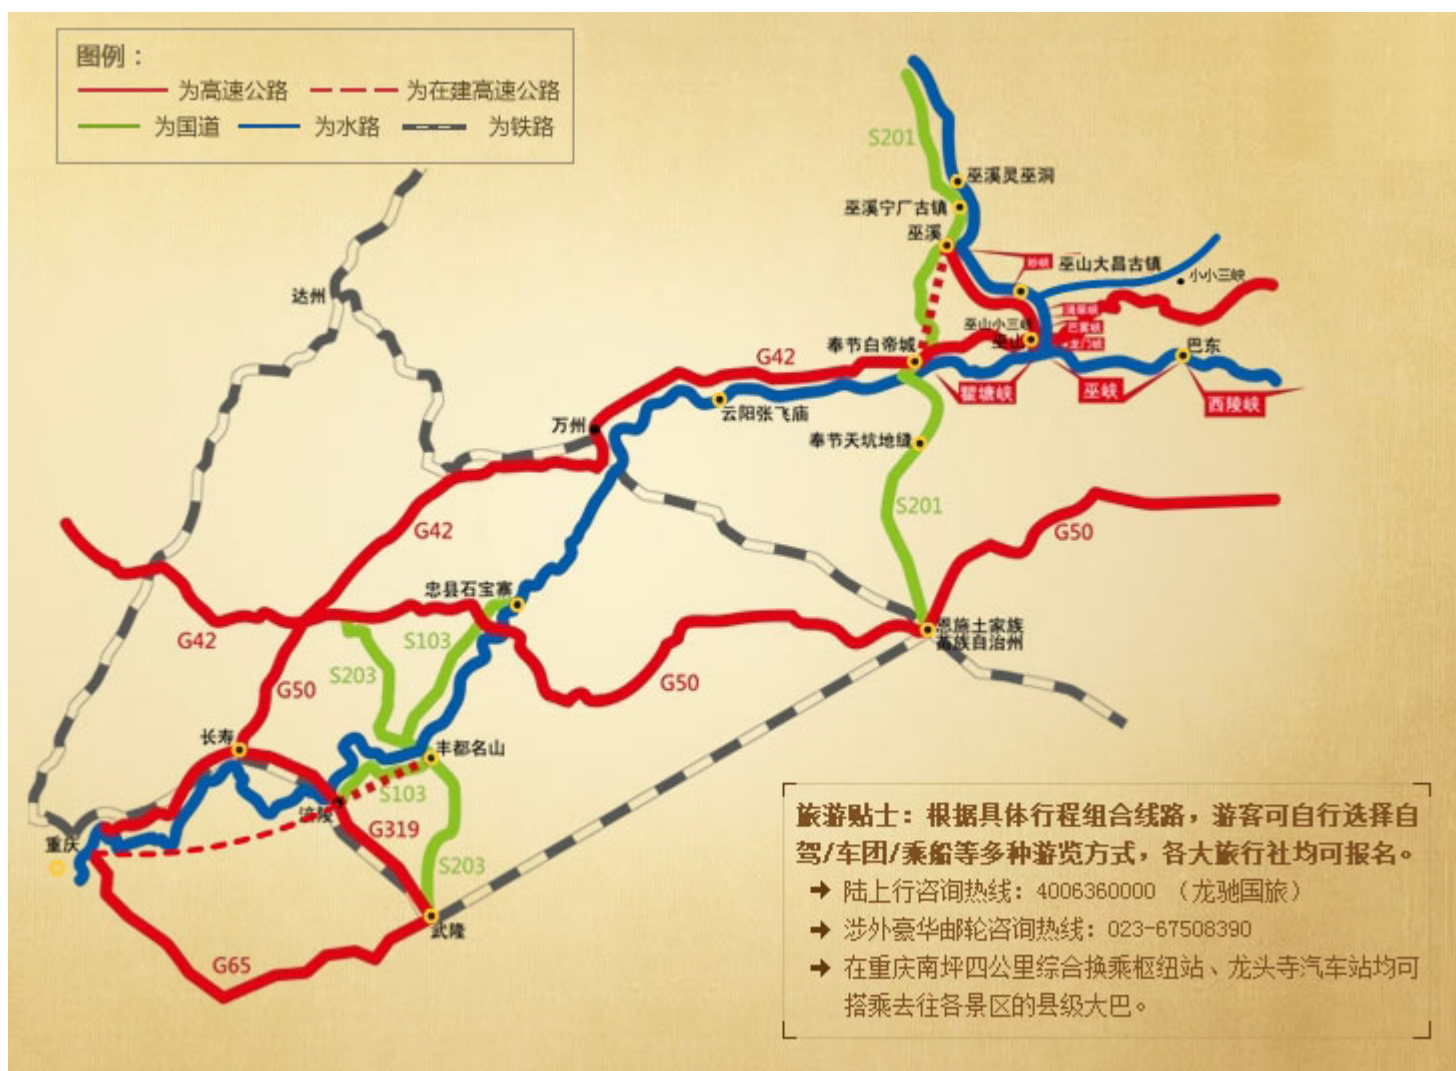 图例：
为高速公路
为在建高速公路
为国道
为水路
为铁路
S201
巫溪灵巫洞
巫溪宁厂古镇
巫溪
巫山大昌古镇
小小三峡
达州
巫山小三峡
巴雾峡
龙门峡
巫山
奉节白帝城
巴东
G42
瞿塘峡
巫峡
西陵峡
云阳张飞庙
万州
奉节天坑地缝
S201
G42
G50
忠县石宝寨
恩施土家族
苗族自治州
G42
S103
S203
G50
G50
长寿
丰都名山
S103
涪陵
G319
重庆
S203
武隆
G65
旅游贴士：根据具体行程组合线路，游客可自行选择自
驾/车团/乘船等多种游览方式，各大旅行社均可报名。
陆上行咨询热线：4006360000 （龙驰国旅）
涉外豪华邮轮咨询热线：023-67508390
在重庆南坪四公里综合换乘枢纽站、龙头寺汽车站均可
搭乘去往各景区的县级大巴。